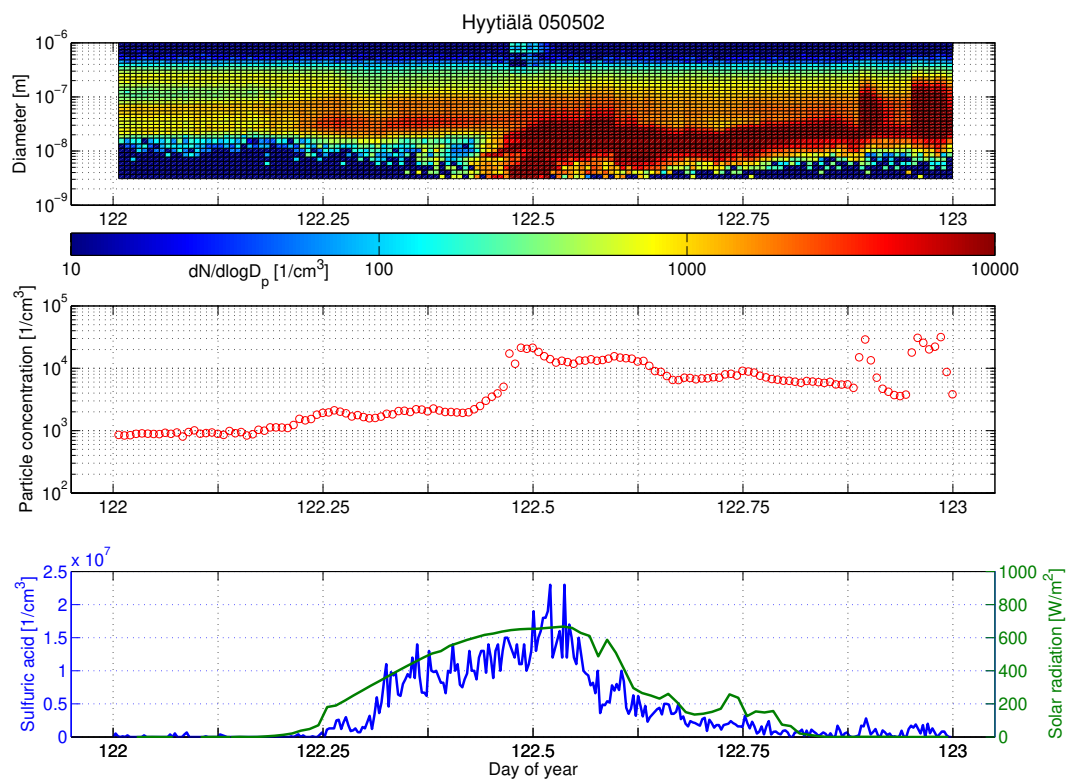 Hyytiälä 050502
Diameter [m]
10^-6
10^-7
10^-8
10^-9
122 122.25 122.5 122.75 123
10 100 1000 10000
dN/dlogD_p [1/cm^3]
Particle concentration [1/cm^3]
10^5
10^4
10^3
10^2
122 122.25 122.5 122.75 123
x 10^7
Sulfuric acid [1/cm^3]
2.5
2
1.5
1
0.5
0
1000
800
600
400
200
0
Solar radiation [W/m^2]
122 122.25 122.5 122.75 123
Day of year